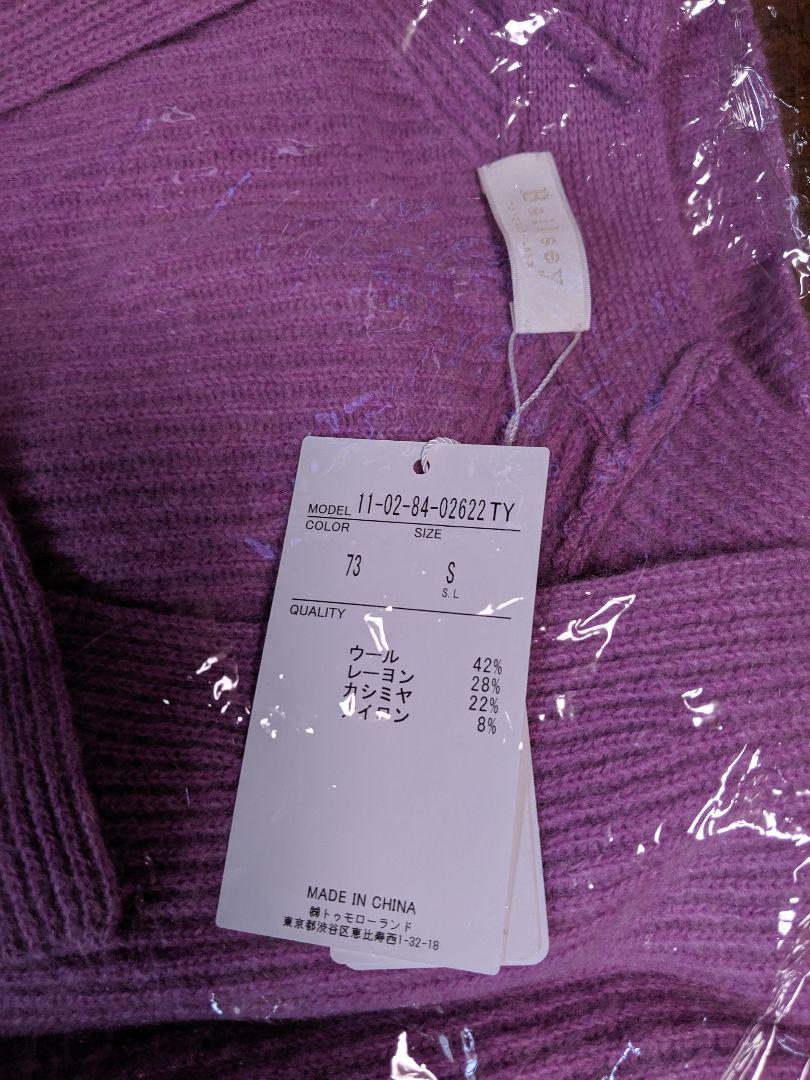 Ballsey
MODEL 11-02-84-02622 TY
COLOR SIZE
73 S
S. L
QUALITY
ウール 42%
レーヨン 28%
カシミヤ 22%
ナイロン 8%
MADE IN CHINA
㈱トゥモローランド
東京都渋谷区恵比寿西1-32-18